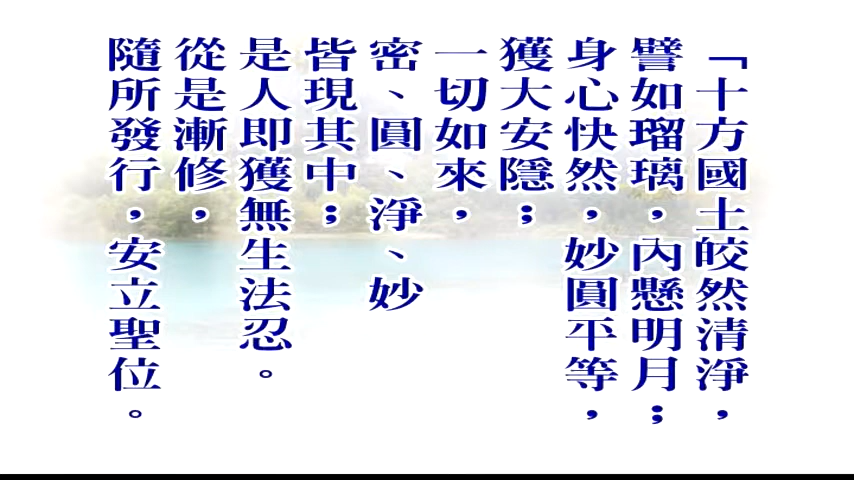 「十方國土皎然清淨，
譬如瑠璃，內懸明月；
身心快然，妙圓平等，
獲大安隱；
一切如來，
密、圓、淨、妙
皆現其中；
是人即獲無生法忍。
從是漸修，
隨所發行，安立聖位。